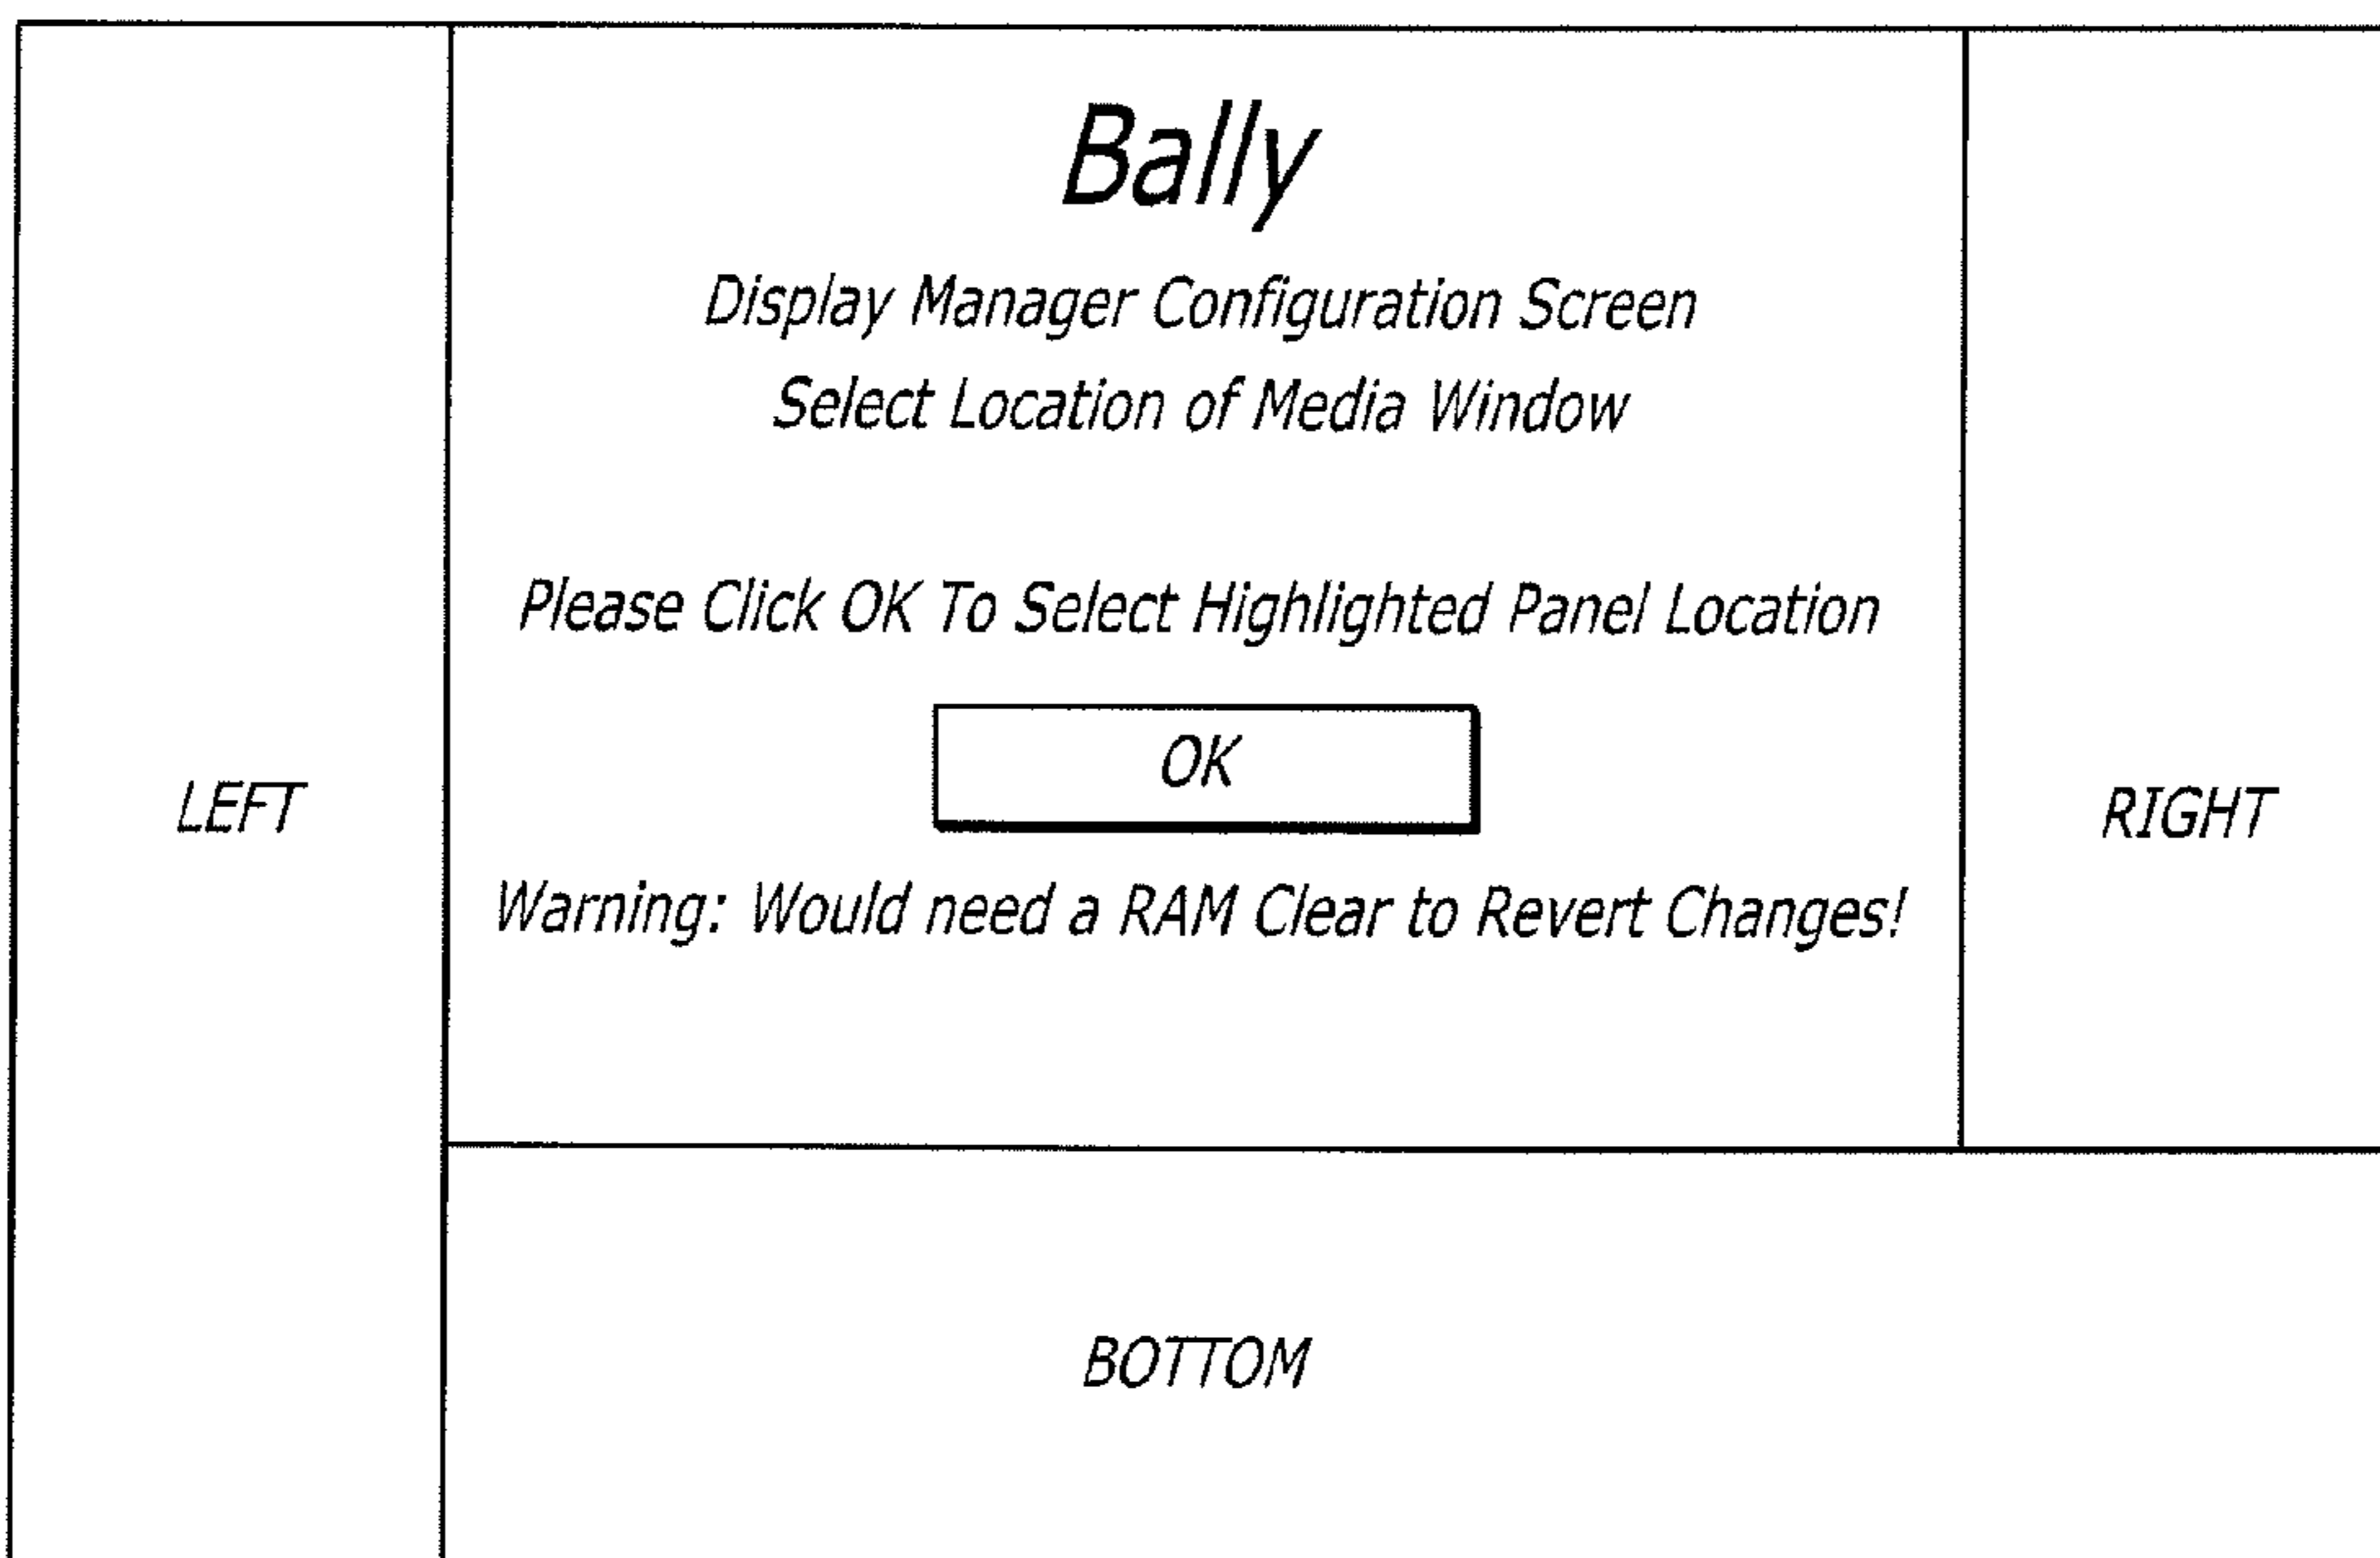 Bally
Display Manager Configuration Screen
Select Location of Media Window
Please Click OK To Select Highlighted Panel Location
OK
LEFT
RIGHT
Warning: Would need a RAM Clear to Revert Changes!
BOTTOM